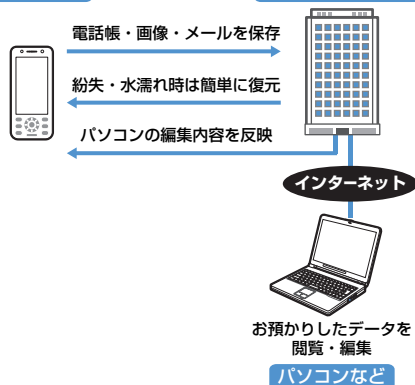 電話帳・画像・メールを保存
紛失・水濡れ時は簡単に復元
パソコンの編集内容を反映
インターネット
お預かりしたデータを
閲覧・編集
パソコンなど